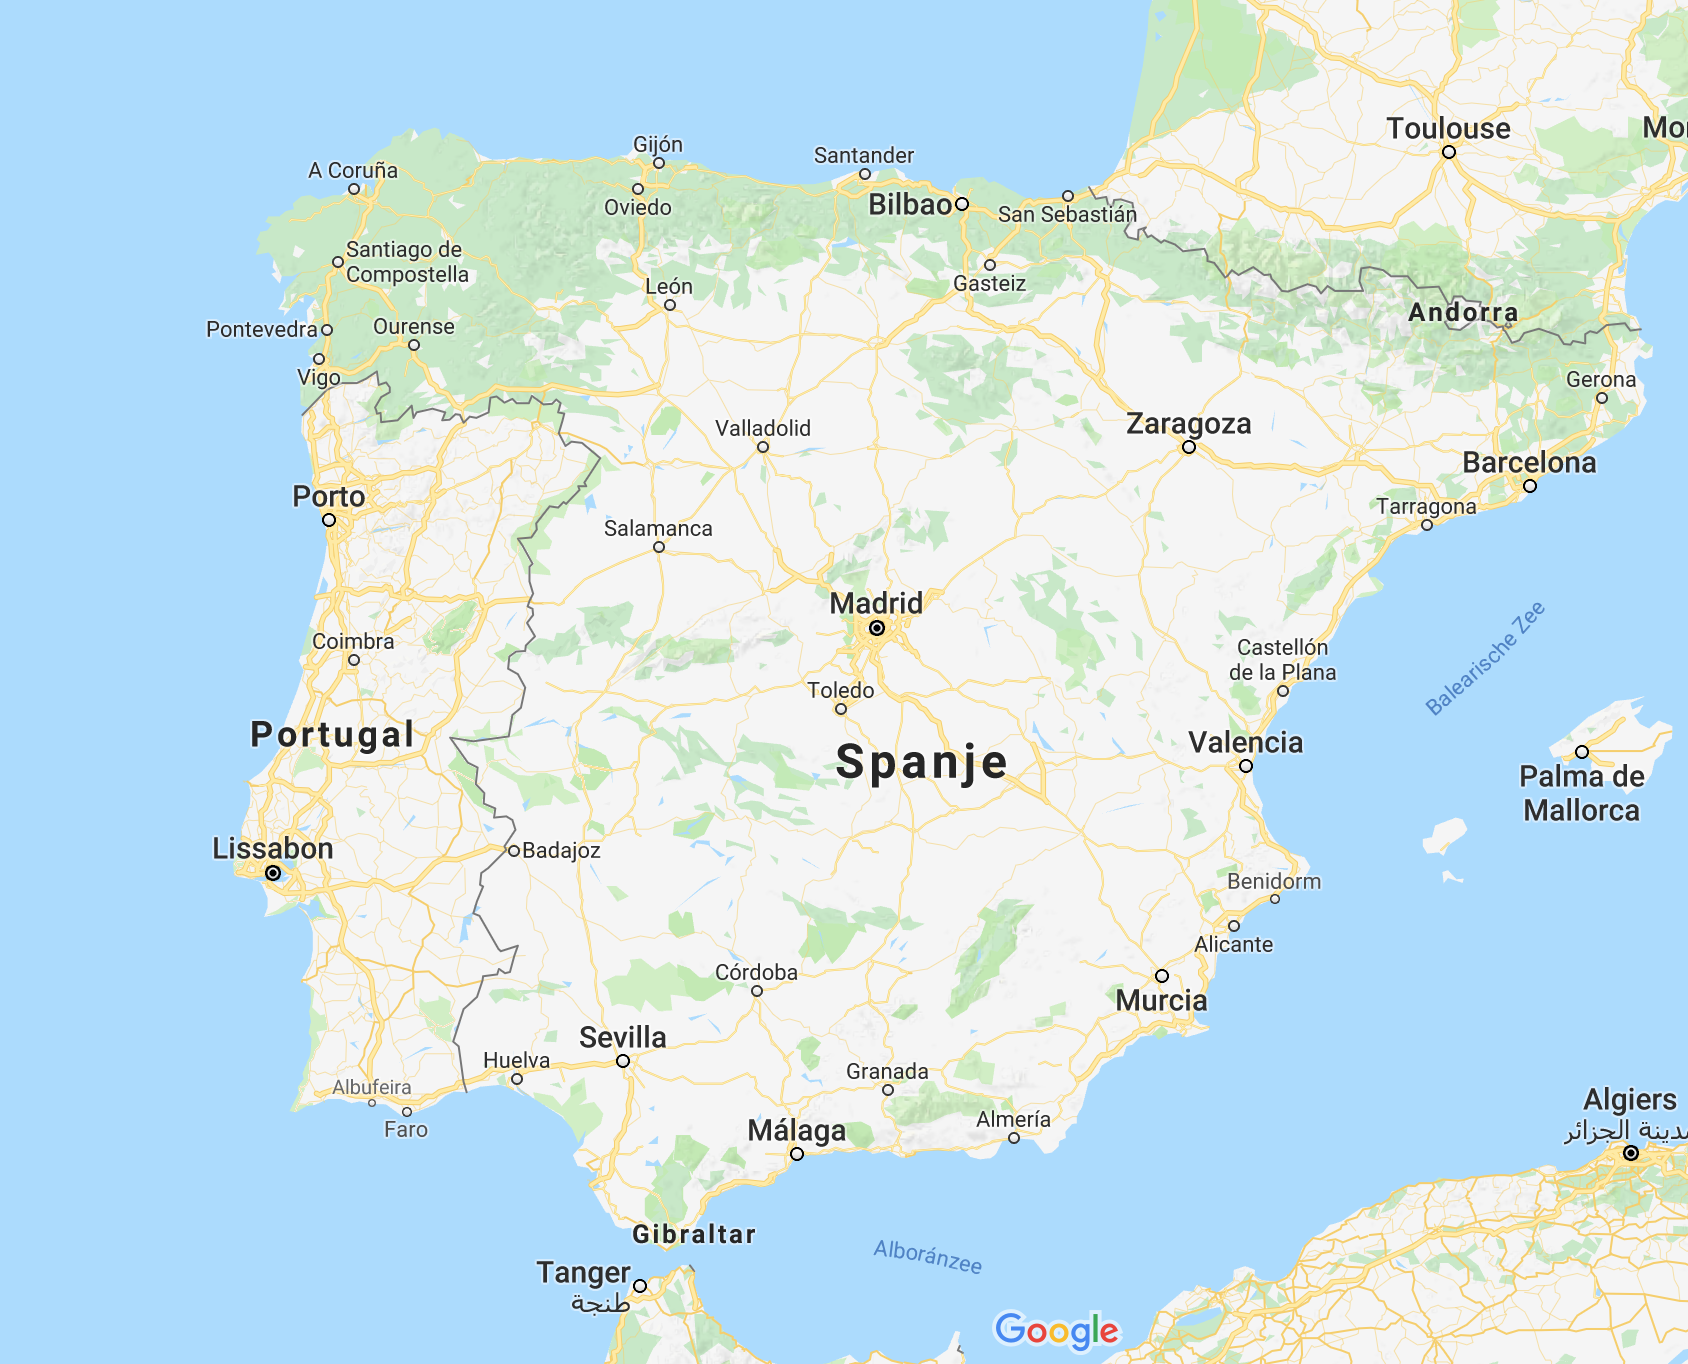 Toulouse
Gijón
Santander
A Coruña
Bilbao
Oviedo
San Sebastián
Santiago de
Compostella
Gasteiz
León
Andorra
Pontevedra
Ourense
Vigo
Gerona
Zaragoza
Valladolid
Barcelona
Porto
Tarragona
Salamanca
Madrid
Coimbra
Castellón
de la Plana
Balearische Zee
Toledo
Portugal
Valencia
Spanje
Palma de
Mallorca
Lissabon
Badajoz
Benidorm
Alicante
Córdoba
Murcia
Sevilla
Huelva
Granada
Albufeira
Algiers
Faro
Almería
Málaga
الجزائر
Gibraltar
Alboránzee
Tanger
طنجة
Google